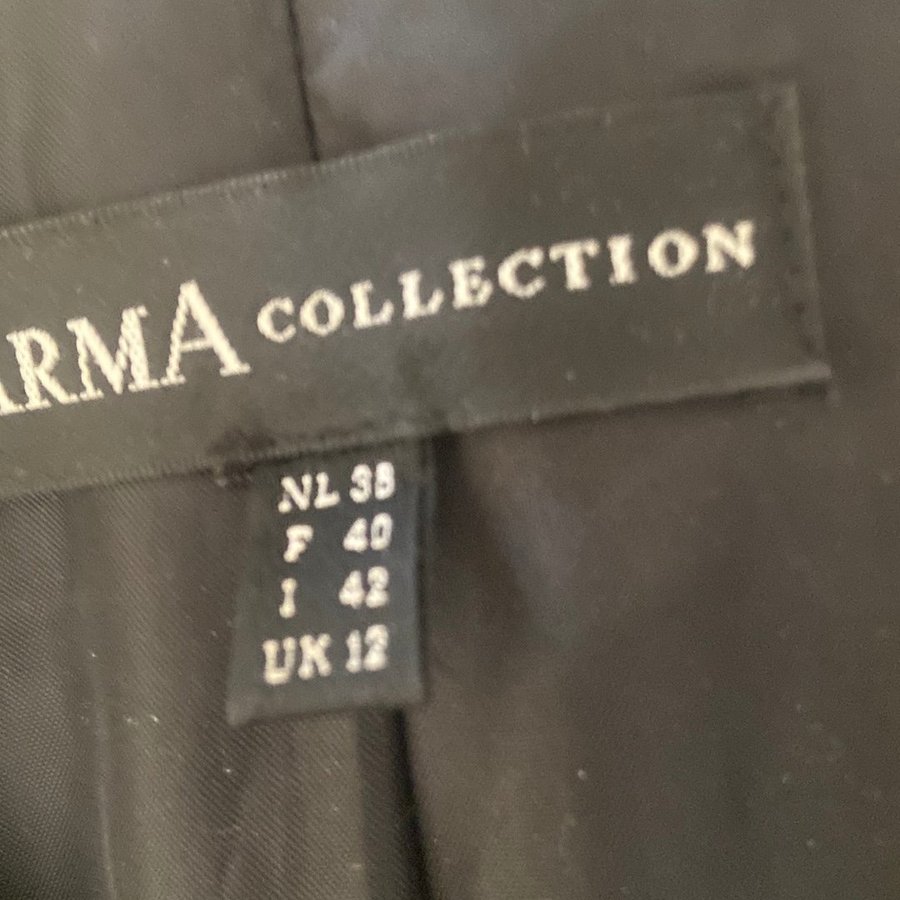 ARMA COLLECTION
NL 38
F 40
I 42
UK 12